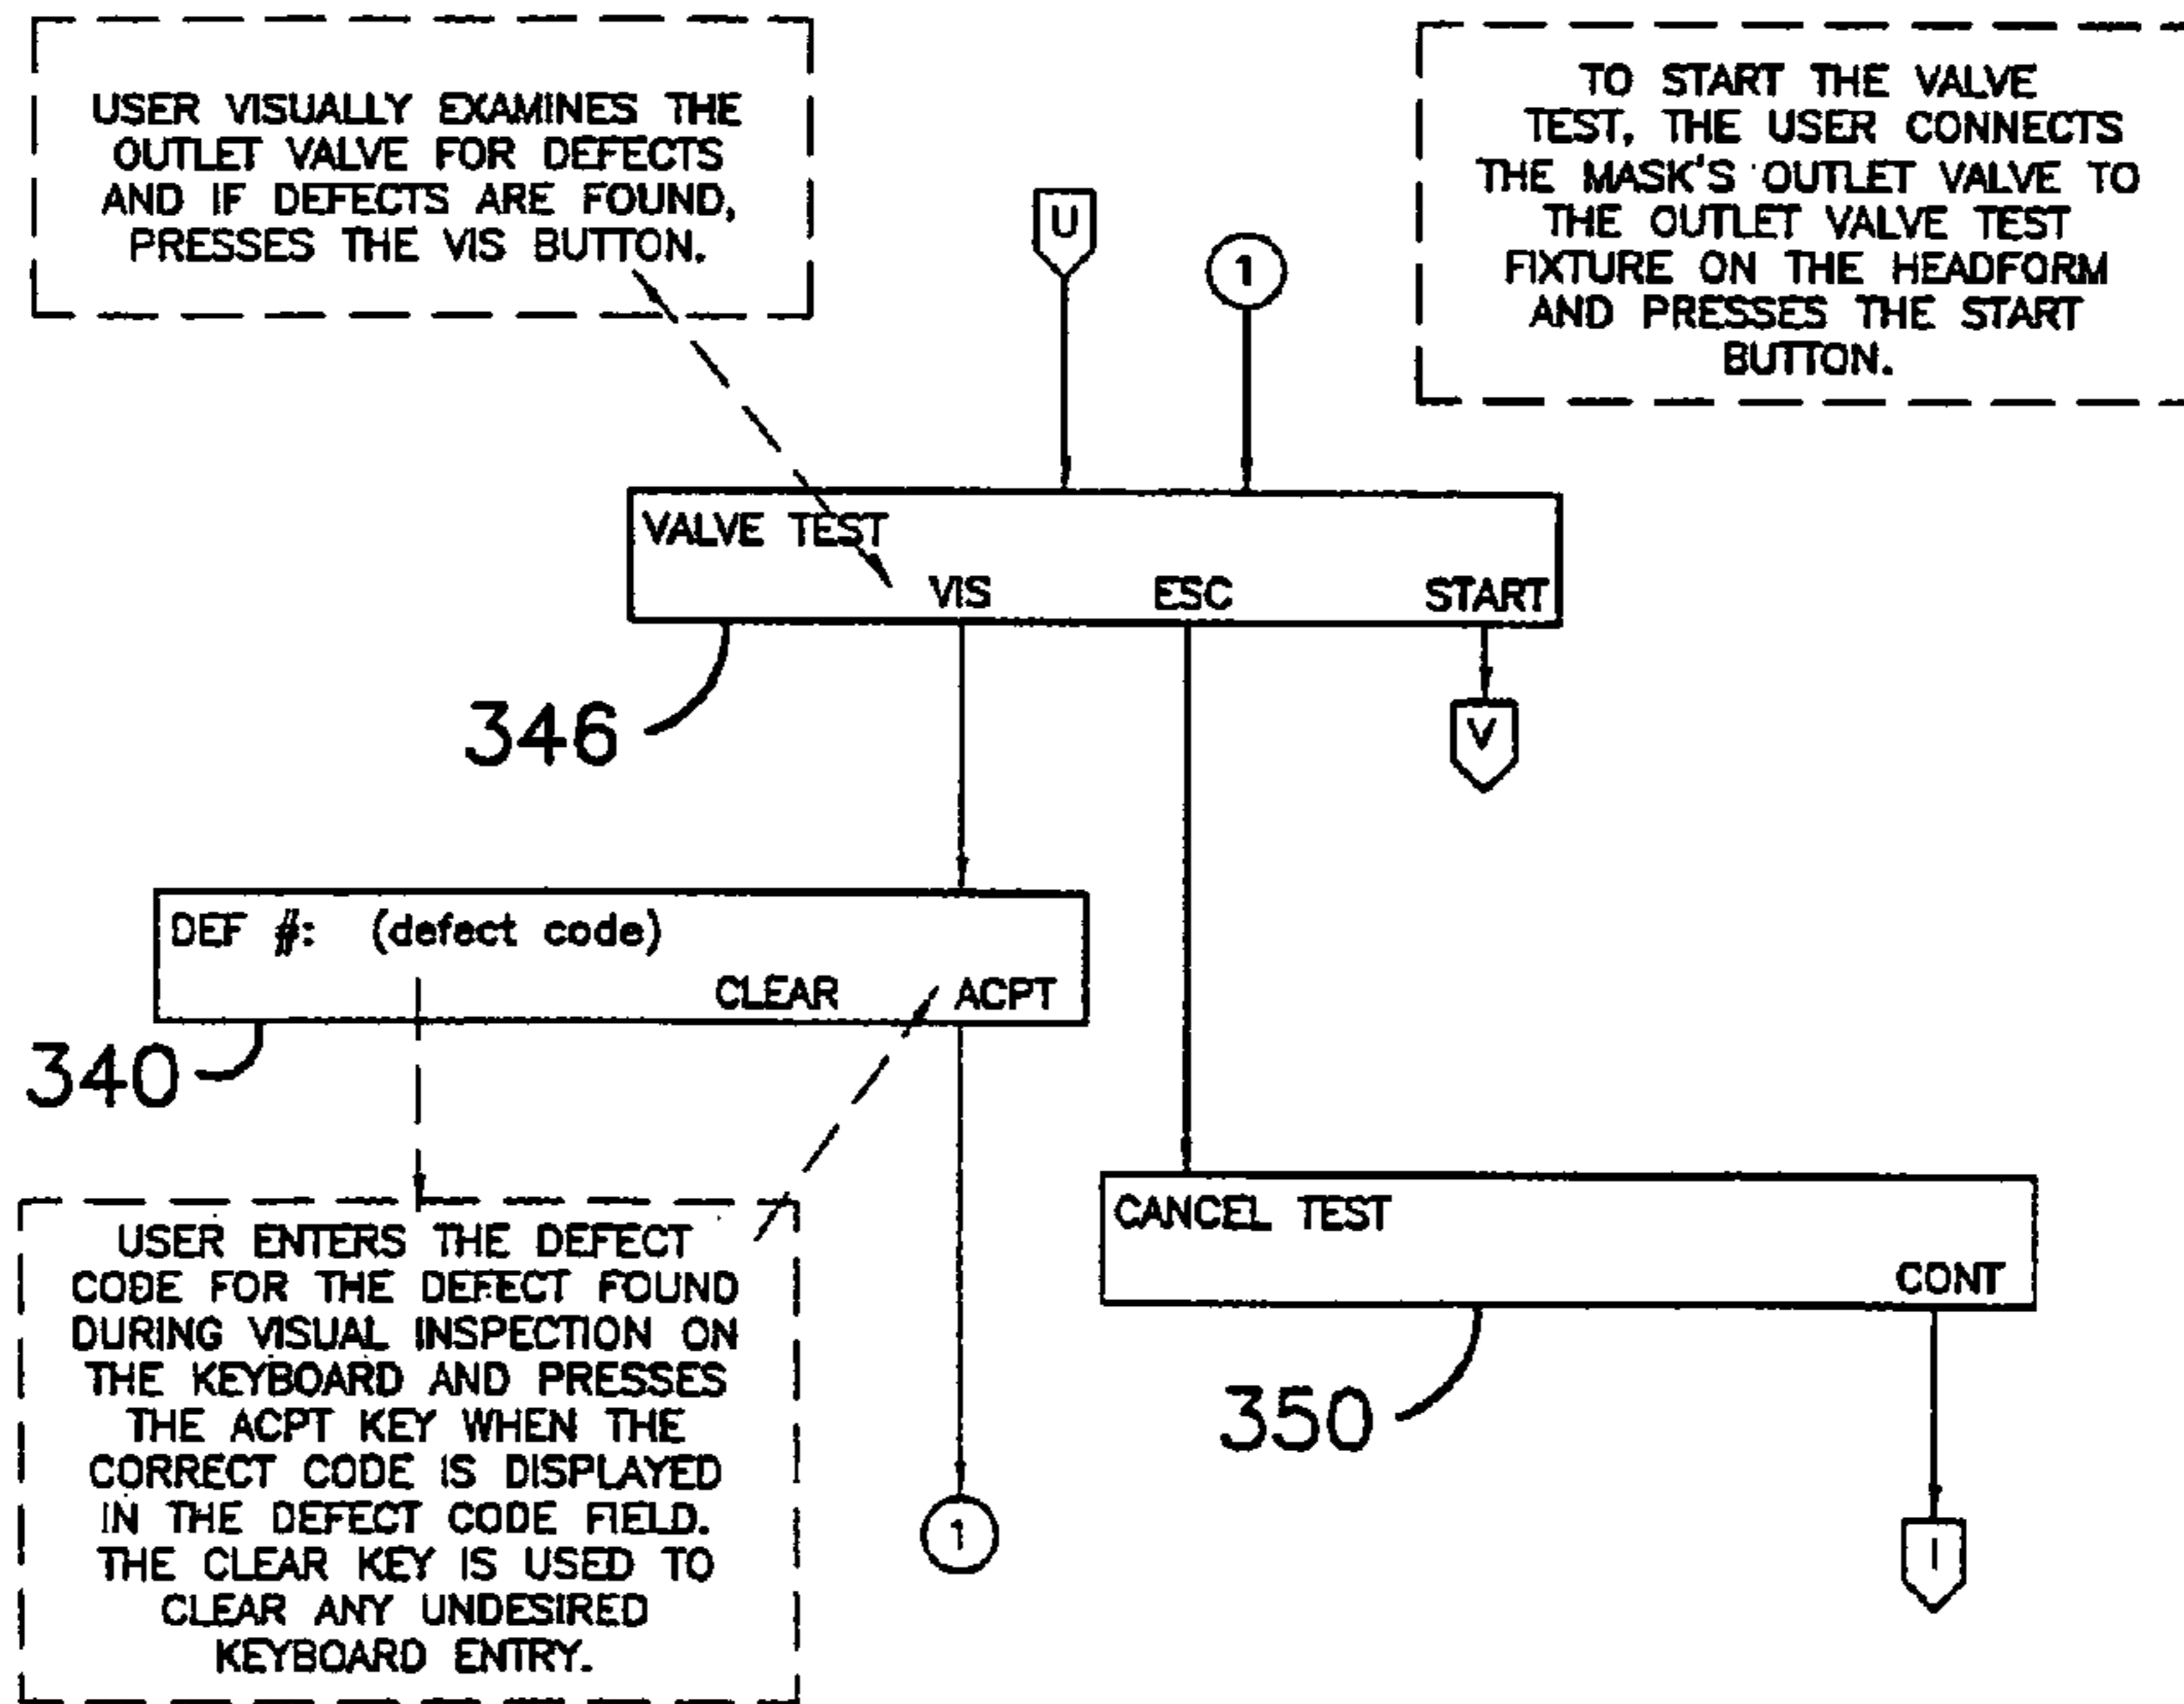 USER VISUALLY EXAMINES THE
OUTLET VALVE FOR DEFECTS
AND IF DEFECTS ARE FOUND,
PRESSES THE VIS BUTTON.
TO START THE VALVE
TEST, THE USER CONNECTS
THE MASK'S OUTLET VALVE TO
THE OUTLET VALVE TEST
FIXTURE ON THE HEADFORM
AND PRESSES THE START
BUTTON.
U
1
VALVE TEST
VIS ESC START
346
V
DEF #: (defect code)
CLEAR ACPT
340
CANCEL TEST
CONT
350
USER ENTERS THE DEFECT
CODE FOR THE DEFECT FOUND
DURING VISUAL INSPECTION ON
THE KEYBOARD AND PRESSES
THE ACPT KEY WHEN THE
CORRECT CODE IS DISPLAYED
IN THE DEFECT CODE FIELD.
THE CLEAR KEY IS USED TO
CLEAR ANY UNDESIRED
KEYBOARD ENTRY.
1
I